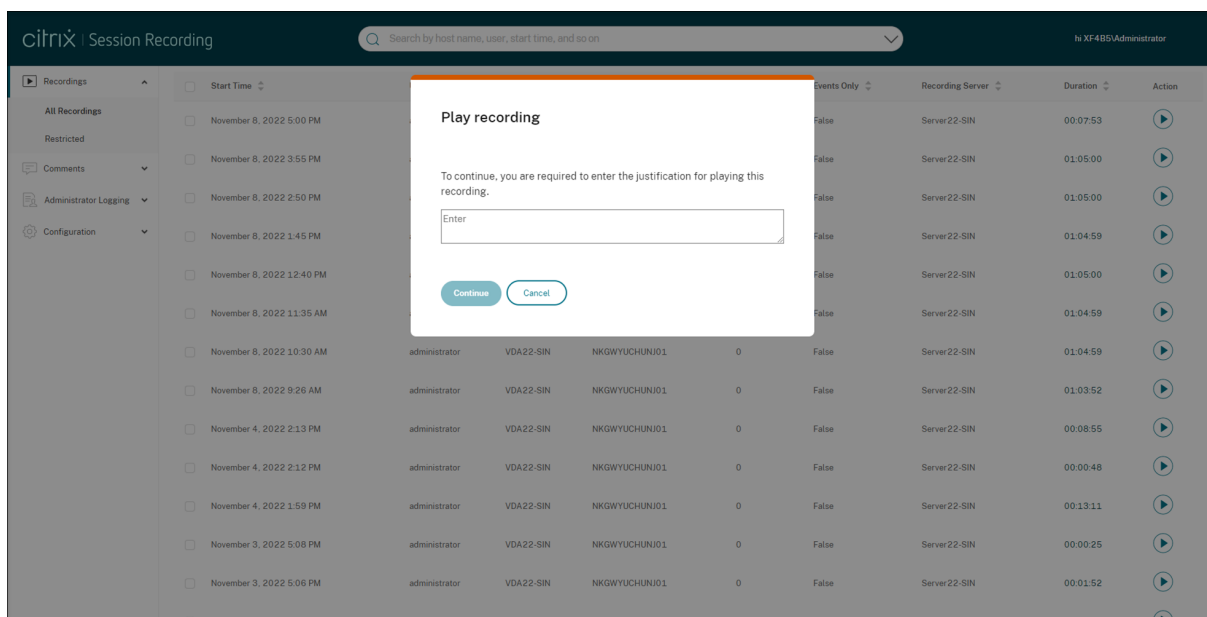 citrix | Session Recording
Search by host name, user, start time, and so on
hi XF4B5\Administrator
Recordings
All Recordings
Restricted
Comments
Administrator Logging
Configuration
Start Time Events Only Recording Server Duration Action
November 8, 2022 5:00 PM False Server22-SIN 00:07:53
November 8, 2022 3:55 PM False Server22-SIN 01:05:00
November 8, 2022 2:50 PM False Server22-SIN 01:05:00
November 8, 2022 1:45 PM False Server22-SIN 01:04:59
November 8, 2022 12:40 PM False Server22-SIN 01:05:00
November 8, 2022 11:35 AM False Server22-SIN 01:04:59
November 8, 2022 10:30 AM administrator VDA22-SIN NKGWYUCHUNJ01 0 False Server22-SIN 01:04:59
November 8, 2022 9:26 AM administrator VDA22-SIN NKGWYUCHUNJ01 0 False Server22-SIN 01:03:52
November 4, 2022 2:13 PM administrator VDA22-SIN NKGWYUCHUNJ01 0 False Server22-SIN 00:08:55
November 4, 2022 2:12 PM administrator VDA22-SIN NKGWYUCHUNJ01 0 False Server22-SIN 00:00:48
November 4, 2022 1:59 PM administrator VDA22-SIN NKGWYUCHUNJ01 0 False Server22-SIN 00:13:11
November 3, 2022 5:08 PM administrator VDA22-SIN NKGWYUCHUNJ01 0 False Server22-SIN 00:00:25
November 3, 2022 5:06 PM administrator VDA22-SIN NKGWYUCHUNJ01 0 False Server22-SIN 00:01:52
Play recording
To continue, you are required to enter the justification for playing this
recording.
Enter
Continue Cancel